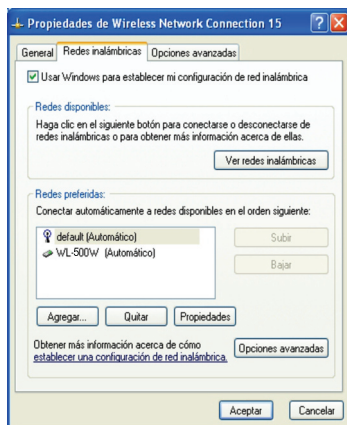 Propiedades de Wireless Network Connection 15
General
Redes inalámbricas
Opciones avanzadas
Usar Windows para establecer mi configuración de red inalámbrica
Redes disponibles:
Haga clic en el siguiente botón para conectarse o desconectarse de
redes inalámbricas o para obtener más información acerca de ellas.
Ver redes inalámbricas
Redes preferidas:
Conectar automáticamente a redes disponibles en el orden siguiente:
default (Automático)
WL-500W (Automático)
Subir
Bajar
Agregar...
Quitar
Propiedades
Obtener más información acerca de cómo
establecer una configuración de red inalámbrica.
Opciones avanzadas
Aceptar
Cancelar